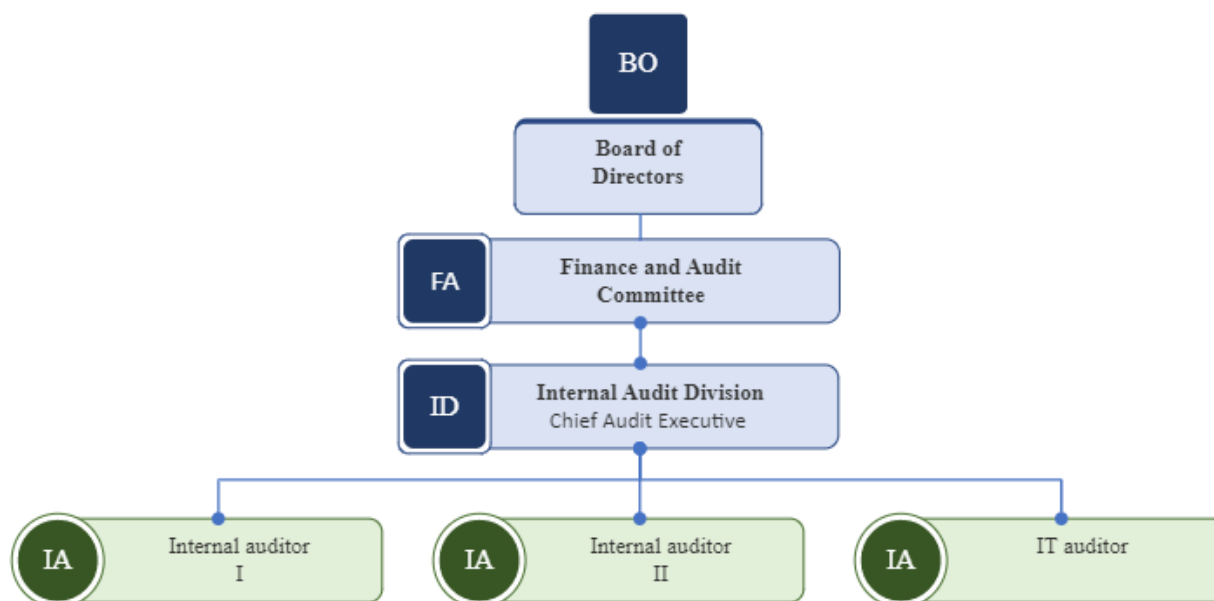 BO
Board of
Directors
FA
Finance and Audit
Committee
ID
Internal Audit Division
Chief Audit Executive
IA
Internal auditor
I
IA
Internal auditor
II
IA
IT auditor